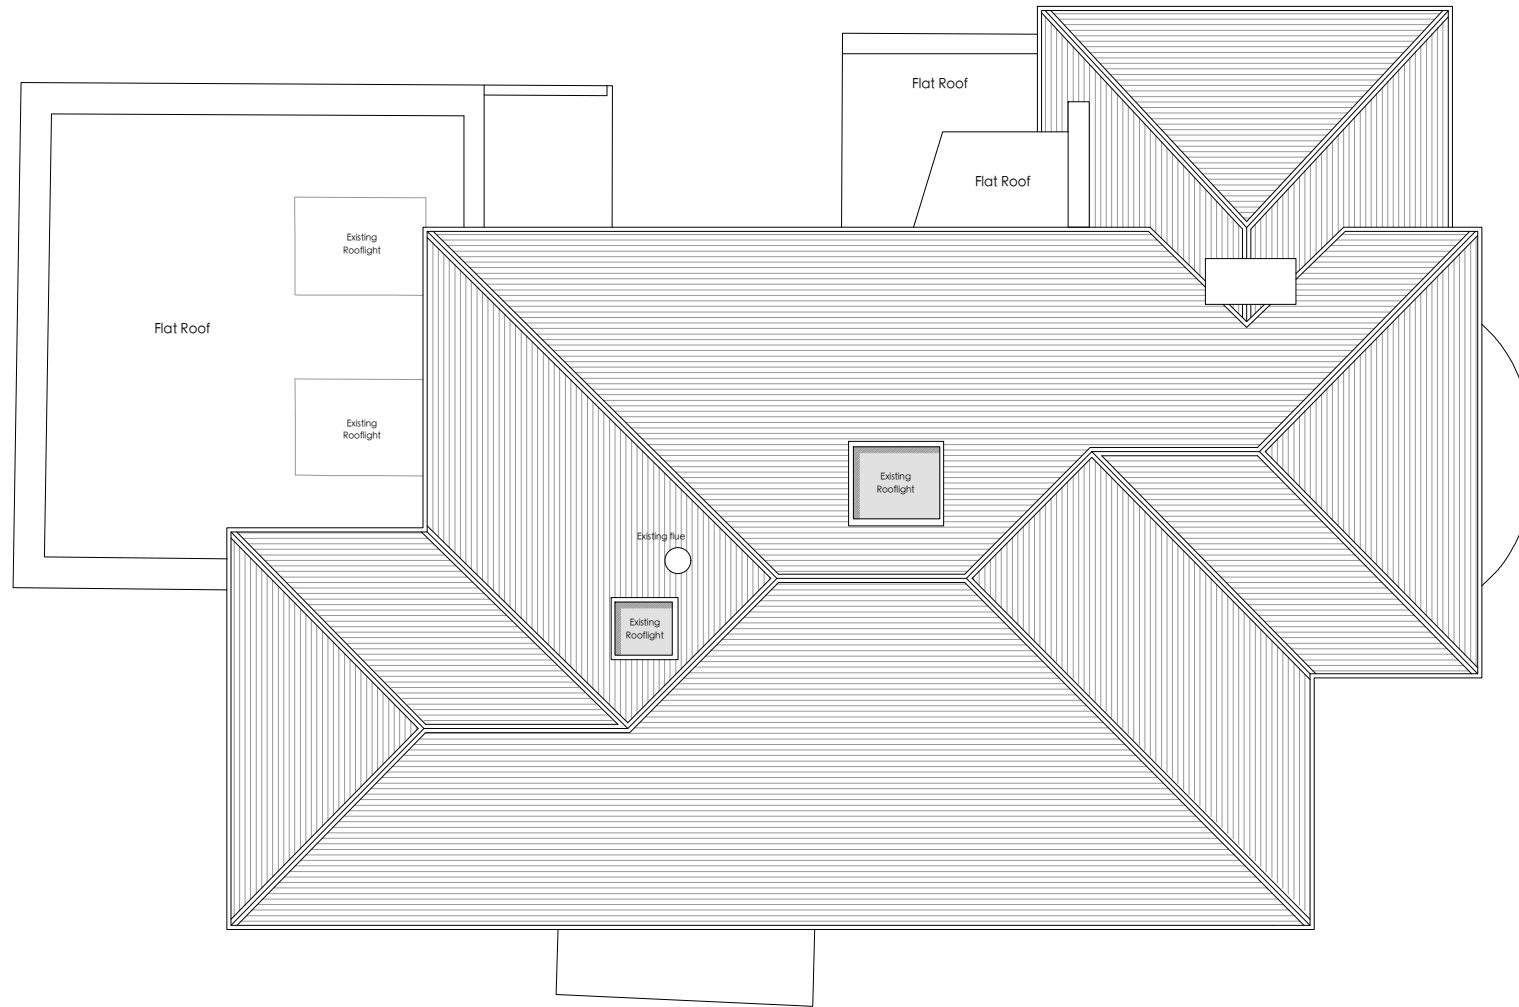 Flat Roof
Flat Roof
Existing
Rooflight
Flat Roof
Existing
Rooflight
Existing
Rooflight
Existing flue
Existing
Rooflight